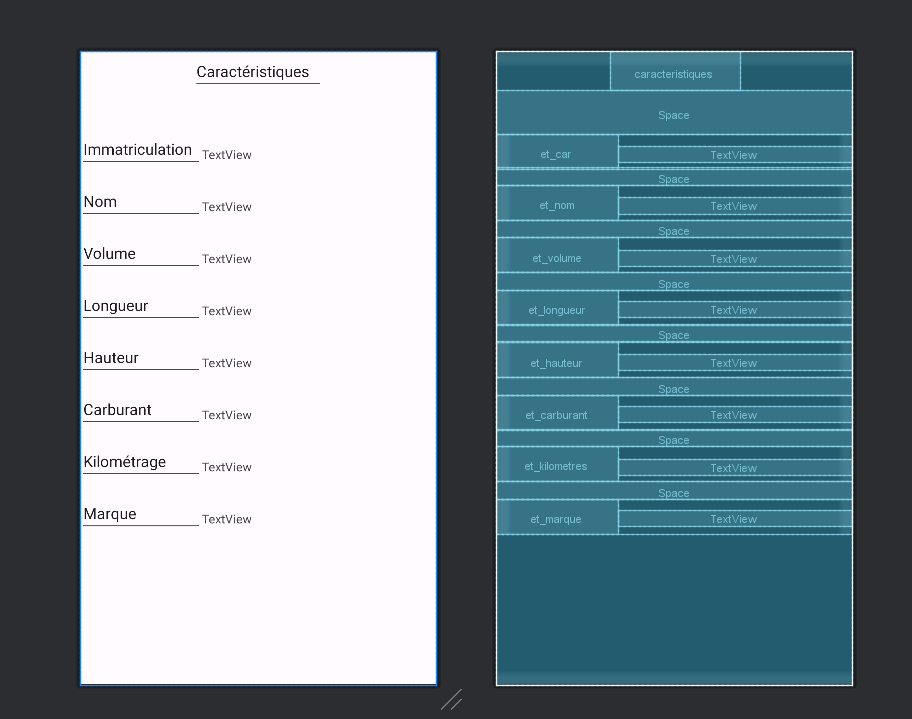 Caractéristiques
Immatriculation TextView
Nom TextView
Volume TextView
Longueur TextView
Hauteur TextView
Carburant TextView
Kilométrage TextView
Marque TextView
caracteristiques
Space
et_car TextView
Space
et_nom TextView
Space
et_volume TextView
Space
et_longueur TextView
Space
et_hauteur TextView
Space
et_carburant TextView
Space
et_kilometres TextView
Space
et_marque TextView